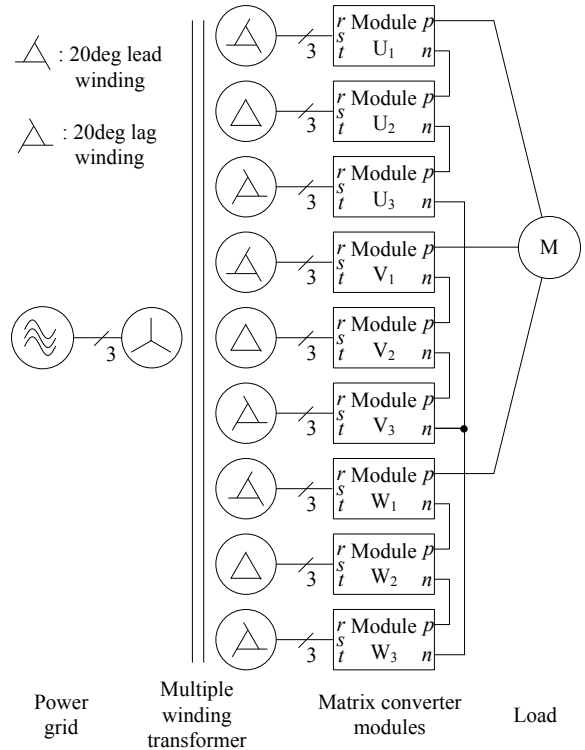 : 20deg lead
winding
: 20deg lag
winding
3
3
r
s
t
Module
U1
p
n
3
r
s
t
Module
U2
p
n
3
r
s
t
Module
U3
p
n
3
r
s
t
Module
V1
p
n
M
3
r
s
t
Module
V2
p
n
3
r
s
t
Module
V3
p
n
3
r
s
t
Module
W1
p
n
3
r
s
t
Module
W2
p
n
3
r
s
t
Module
W3
p
n
Power
grid
Multiple
winding
transformer
Matrix converter
modules
Load